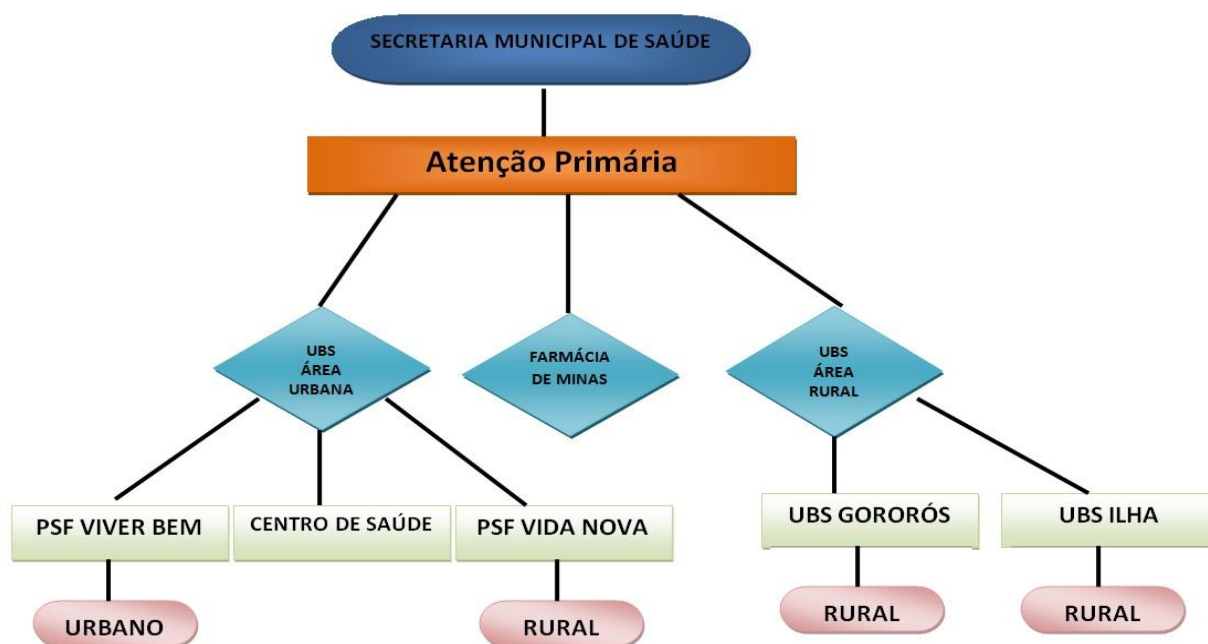 SECRETARIA MUNICIPAL DE SAÚDE
Atenção Primária
UBS
ÁREA
URBANA
FARMÁCIA
DE MINAS
UBS
ÁREA
RURAL
PSF VIVER BEM
CENTRO DE SAÚDE
PSF VIDA NOVA
UBS GORORÓS
UBS ILHA
URBANO
RURAL
RURAL
RURAL